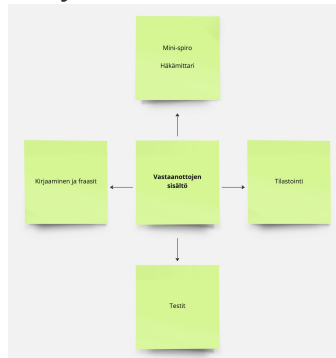 Mini-spiro
Häkämittari
Kirjaaminen ja fraasit
Vastaanottojen
sisältö
Tilastointi
Testit